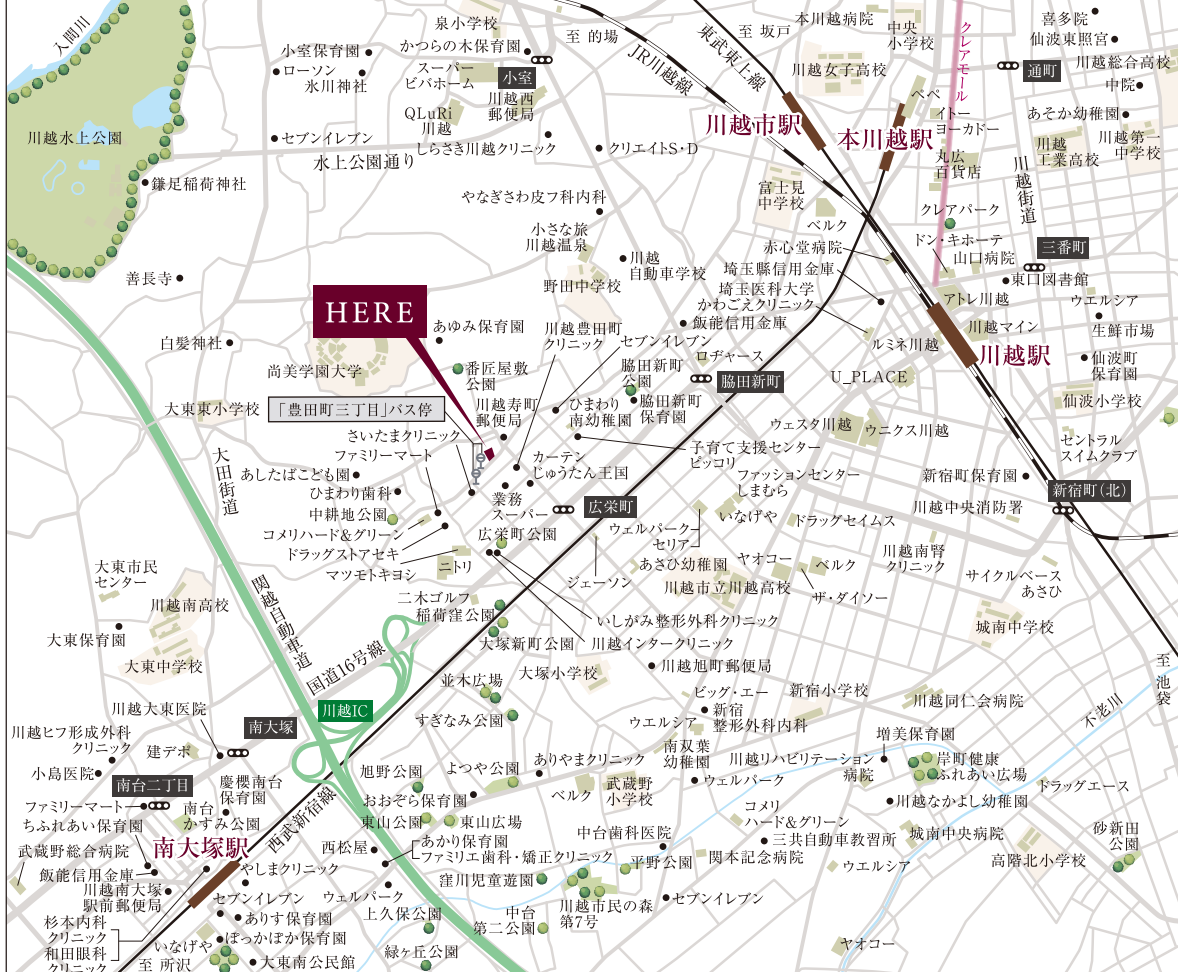 入間川
川越水上公園
小室保育園
ローソン
氷川神社
セブンイレブン
水上公園通り
鎌足稲荷神社
善長寺
白髪神社
泉小学校
かつらの木保育園
スーパー
ビバホーム
小室
QLuRi
川越
川越西
郵便局
しらさき川越クリニック
クリエイトS・D
至 的場
JR川越線
東武東上線
至 坂戸
川越市駅
本川越病院
中央
小学校
川越女子高校
本川越駅
クレアモール
ペペ
イトー
ヨーカドー
丸広
百貨店
喜多院
仙波東照宮
通町
川越総合高校
中院
あそか幼稚園
川越
工業高校
川越第一
中学校
川越街道
クレアパーク
ドン・キホーテ
山口病院
三番町
東口図書館
アトレ川越
川越マイン
川越駅
ウエルシア
生鮮市場
仙波町
保育園
仙波小学校
セントラル
スイムクラブ
やなぎさわ皮フ科内科
小さな旅
川越温泉
川越
自動車学校
野田中学校
富士見
中学校
ベルク
赤心堂病院
埼玉縣信用金庫
埼玉医科大学
かわごえクリニック
飯能信用金庫
ルミネ川越
U_PLACE
ロヂャース
脇田新町
脇田新町
公園
脇田新町
保育園
HERE
あゆみ保育園
川越豊田町
クリニック
セブンイレブン
番匠屋敷
公園
尚美学園大学
大東東小学校
「豊田町三丁目」バス停
川越寿町
郵便局
ひまわり
南幼稚園
さいたまクリニック
ファミリーマート
あしたばこども園
ひまわり歯科
中耕地公園
コメリハード&グリーン
ドラッグストアセキ
マツモトキヨシ
カーテン
じゅうたん王国
業務
スーパー
広栄町
広栄町公園
ニトリ
子育て支援センター
ピッコリ
ファッションセンター
しまむら
ウェスタ川越
ウニクス川越
新宿町保育園
新宿町(北)
川越中央消防署
ウェルパーク
セリア
いなげや
ドラッグセイムス
あさひ幼稚園
ヤオコー
ベルク
川越南腎
クリニック
ジェーソン
川越市立川越高校
ザ・ダイソー
サイクルベース
あさひ
城南中学校
大田街道
大東市民
センター
川越南高校
大東保育園
大東中学校
関越自動車道
国道16号線
二木ゴルフ
稲荷窪公園
いしがみ整形外科クリニック
大塚新町公園
川越インタークリニック
大塚小学校
川越旭町郵便局
並木広場
すぎなみ公園
ビッグ・エー
新宿
整形外科内科
新宿小学校
川越同仁会病院
至 池袋
不老川
ウエルシア
南双葉
幼稚園
川越リハビリテーション
病院
増美保育園
岸町健康
ふれあい広場
ドラッグエース
川越大東医院
川越ヒフ形成外科
クリニック
建デポ
南大塚
川越IC
小島医院
南台二丁目
慶櫻南台
保育園
ファミリーマート
南台
かすみ公園
ちふれあい保育園
武蔵野総合病院
飯能信用金庫
南大塚駅
西武新宿線
旭野公園
よつや公園
ありやまクリニック
おおぞら保育園
ベルク
武蔵野
小学校
ウェルパーク
東山公園
東山広場
コメリ
ハード&グリーン
川越なかよし幼稚園
三共自動車教習所
城南中央病院
砂新田
公園
高階北小学校
西松屋
あかり保育園
ファミリエ歯科・矯正クリニック
中台歯科医院
平野公園
関本記念病院
ウエルシア
やしまクリニック
川越南大塚
駅前郵便局
セブンイレブン
ウェルパーク
窪川児童遊園
上久保公園
中台
第二公園
川越市民の森
第7号
セブンイレブン
杉本内科
クリニック
和田眼科
クリニック
ありす保育園
いなげや
ぽっかぽか保育園
至 所沢
大東南公民館
緑ヶ丘公園
ヤオコー